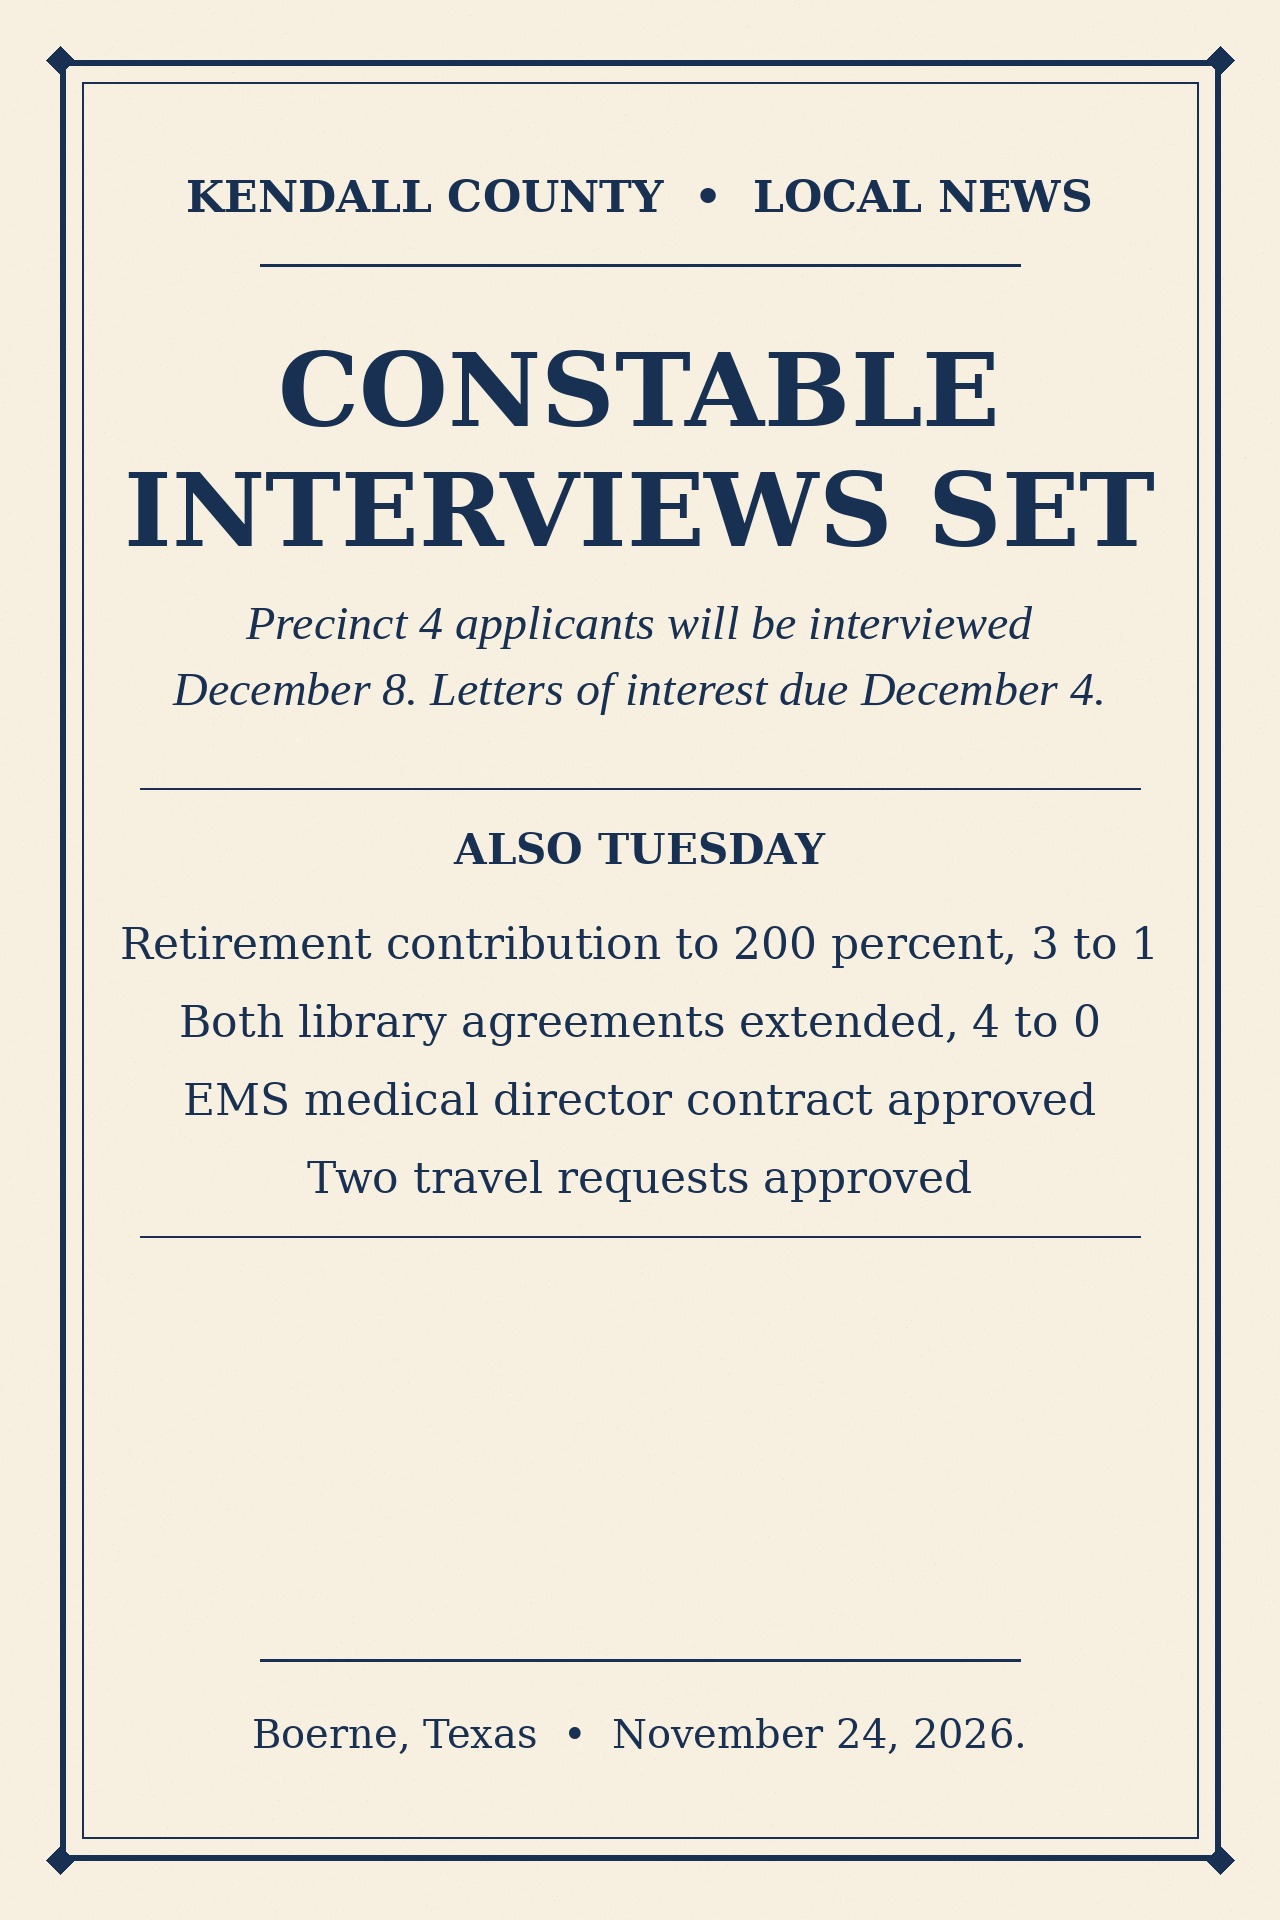 KENDALL COUNTY • LOCAL NEWS
CONSTABLE
INTERVIEWS SET
Precinct 4 applicants will be interviewed
December 8. Letters of interest due December 4.
ALSO TUESDAY
Retirement contribution to 200 percent, 3 to 1
Both library agreements extended, 4 to 0
EMS medical director contract approved
Two travel requests approved
Boerne, Texas • November 24, 2026.